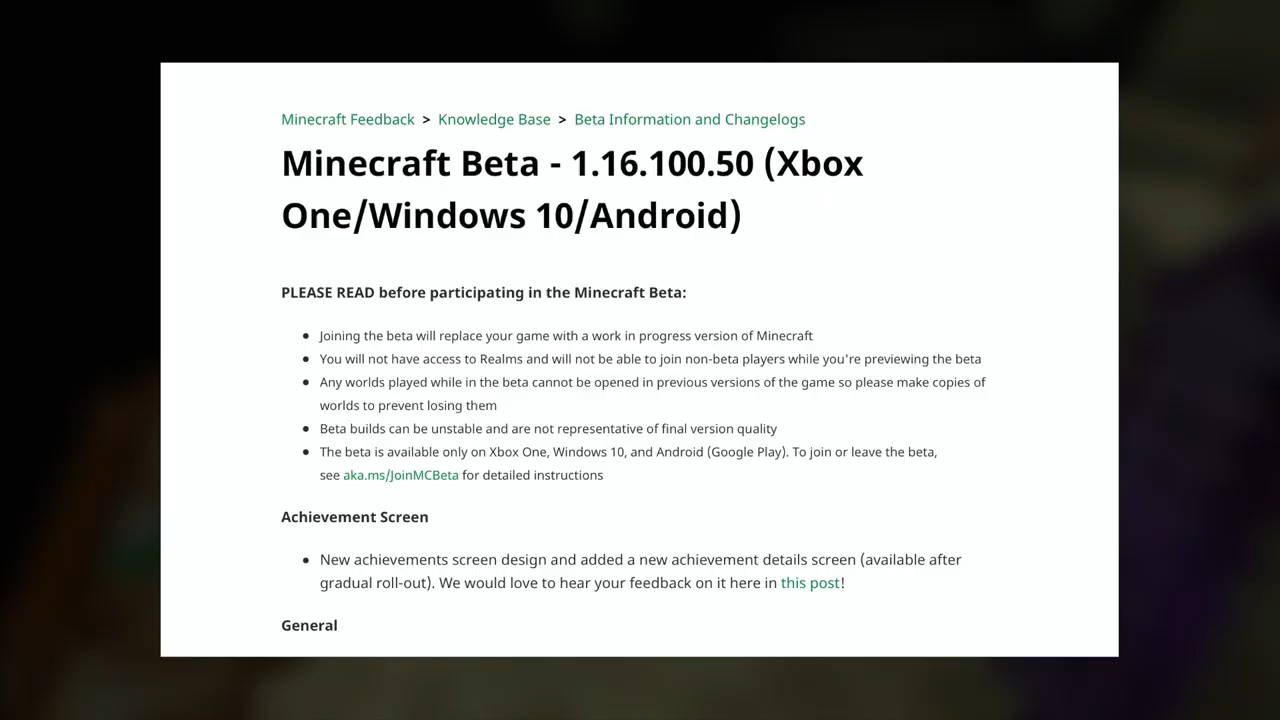 Minecraft Feedback > Knowledge Base > Beta Information and Changelogs
Minecraft Beta - 1.16.100.50 (Xbox
One/Windows 10/Android)
PLEASE READ before participating in the Minecraft Beta:
• Joining the beta will replace your game with a work in progress version of Minecraft
• You will not have access to Realms and will not be able to join non-beta players while you're previewing the beta
• Any worlds played while in the beta cannot be opened in previous versions of the game so please make copies of
worlds to prevent losing them
• Beta builds can be unstable and are not representative of final version quality
• The beta is available only on Xbox One, Windows 10, and Android (Google Play). To join or leave the beta,
see aka.ms/JoinMCBeta for detailed instructions
Achievement Screen
• New achievements screen design and added a new achievement details screen (available after
gradual roll-out). We would love to hear your feedback on it here in this post!
General